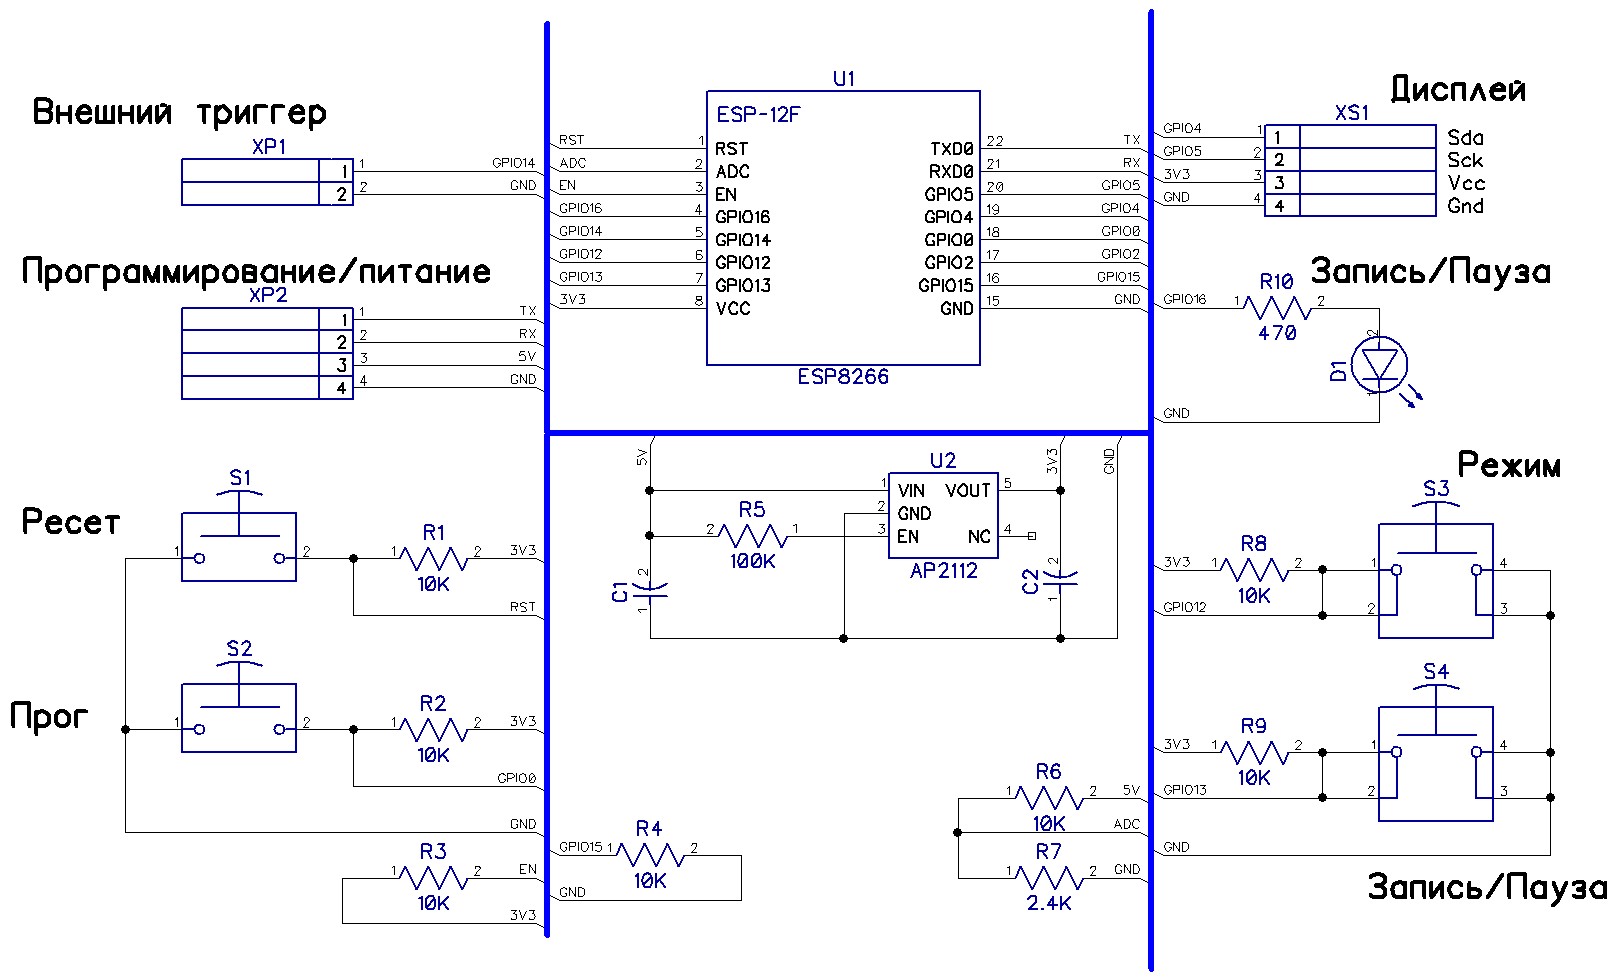 Внешний триггер
XP1
1 1 GPIO14
2 2 GND
Программирование/питание
XP2
1 1 TX
2 2 RX
3 3 5V
4 4 GND
U1
ESP-12F
RST 1 RST
ADC 2 ADC
EN 3 EN
GPIO16 4 GPIO16
GPIO14 5 GPIO14
GPIO12 6 GPIO12
GPIO13 7 GPIO13
3V3 8 VCC
TXD0 22 TX
RXD0 21 RX
GPIO5 20 GPIO5
GPIO4 19 GPIO4
GPIO0 18 GPIO0
GPIO2 17 GPIO2
GPIO15 16 GPIO15
GND 15 GND
ESP8266
Дисплей
XS1
GPIO4 1 1 Sda
GPIO5 2 2 Sck
3V3 3 3 Vcc
GND 4 4 Gnd
Запись/Пауза
GPIO16 1 R10 2
470
2
D1
1
GND
Ресет
S1
1 2
R1
1 2 3V3
10K
RST
Прог
S2
1 2
R2
1 2 3V3
10K
GPIO0
GND
R3
1 2 EN
10K
3V3
R4
GPIO15 1 2
10K
GND
5V
3V3
GND
U2
1 VIN VOUT 5
2 GND
3 EN NC 4
AP2112
R5
2 1
100K
C1
2
1
C2
2
1
R6
1 2 5V
10K
ADC
R7
1 2 GND
2.4K
Режим
S3
R8
3V3 1 2 1 4
10K
GPIO12 2 3
S4
R9
3V3 1 2 1 4
10K
GPIO13 2 3
GND
Запись/Пауза